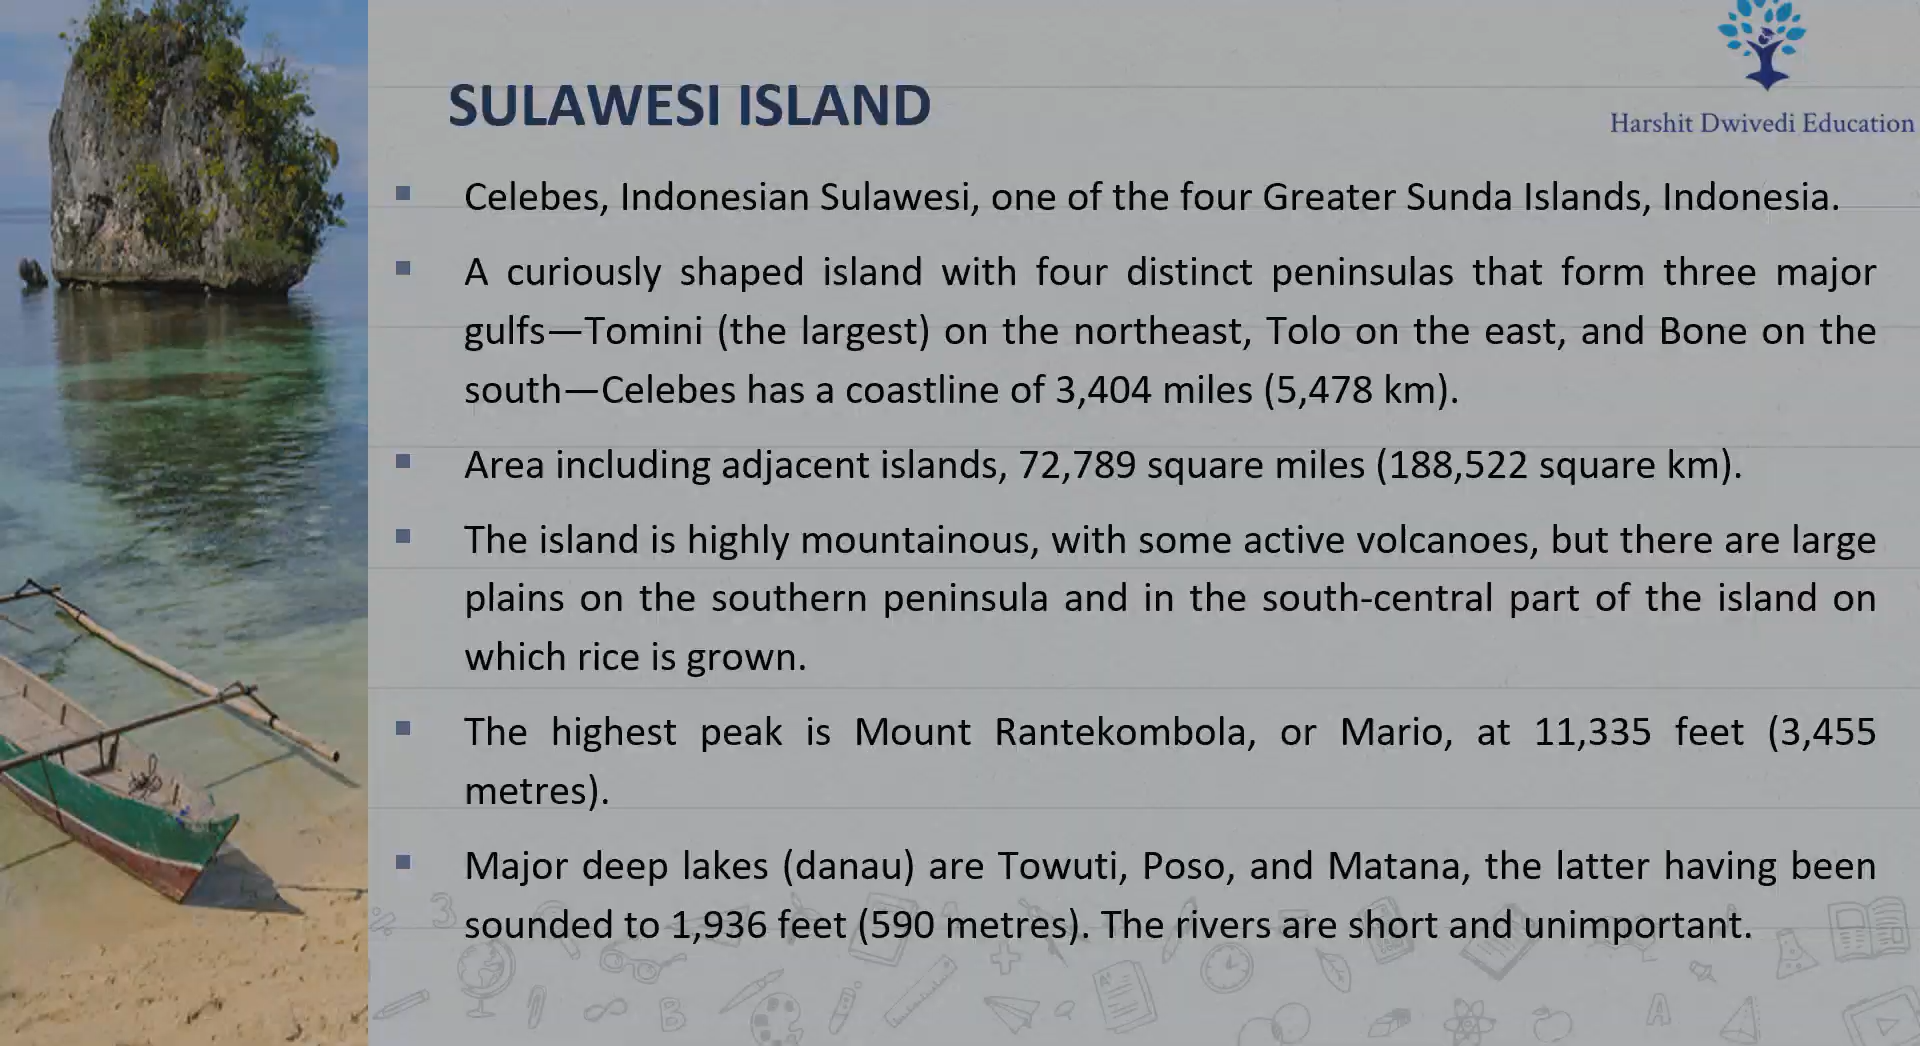 SULAWESI ISLAND
Harshit Dwivedi Education
Celebes, Indonesian Sulawesi, one of the four Greater Sunda Islands, Indonesia.
A curiously shaped island with four distinct peninsulas that form three major
gulfs—Tomini (the largest) on the northeast, Tolo on the east, and Bone on the
south—Celebes has a coastline of 3,404 miles (5,478 km).
Area including adjacent islands, 72,789 square miles (188,522 square km).
The island is highly mountainous, with some active volcanoes, but there are large
plains on the southern peninsula and in the south-central part of the island on
which rice is grown.
The highest peak is Mount Rantekombola, or Mario, at 11,335 feet (3,455
metres).
Major deep lakes (danau) are Towuti, Poso, and Matana, the latter having been
sounded to 1,936 feet (590 metres). The rivers are short and unimportant.